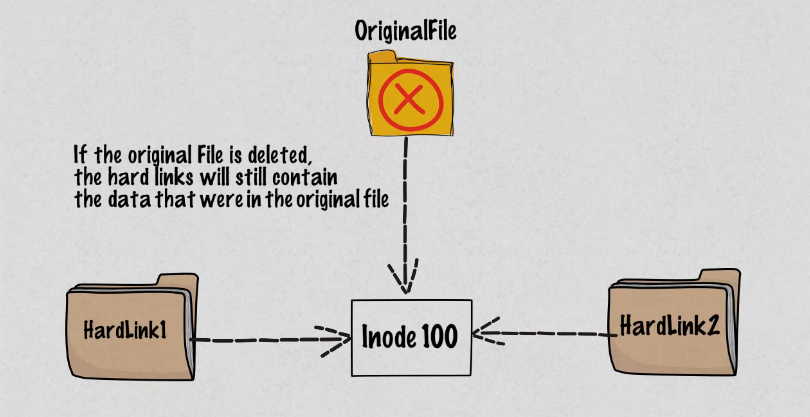 OriginalFile
If the original File is deleted,
the hard links will still contain
the data that were in the original file
HardLink1
Inode 100
HardLink2